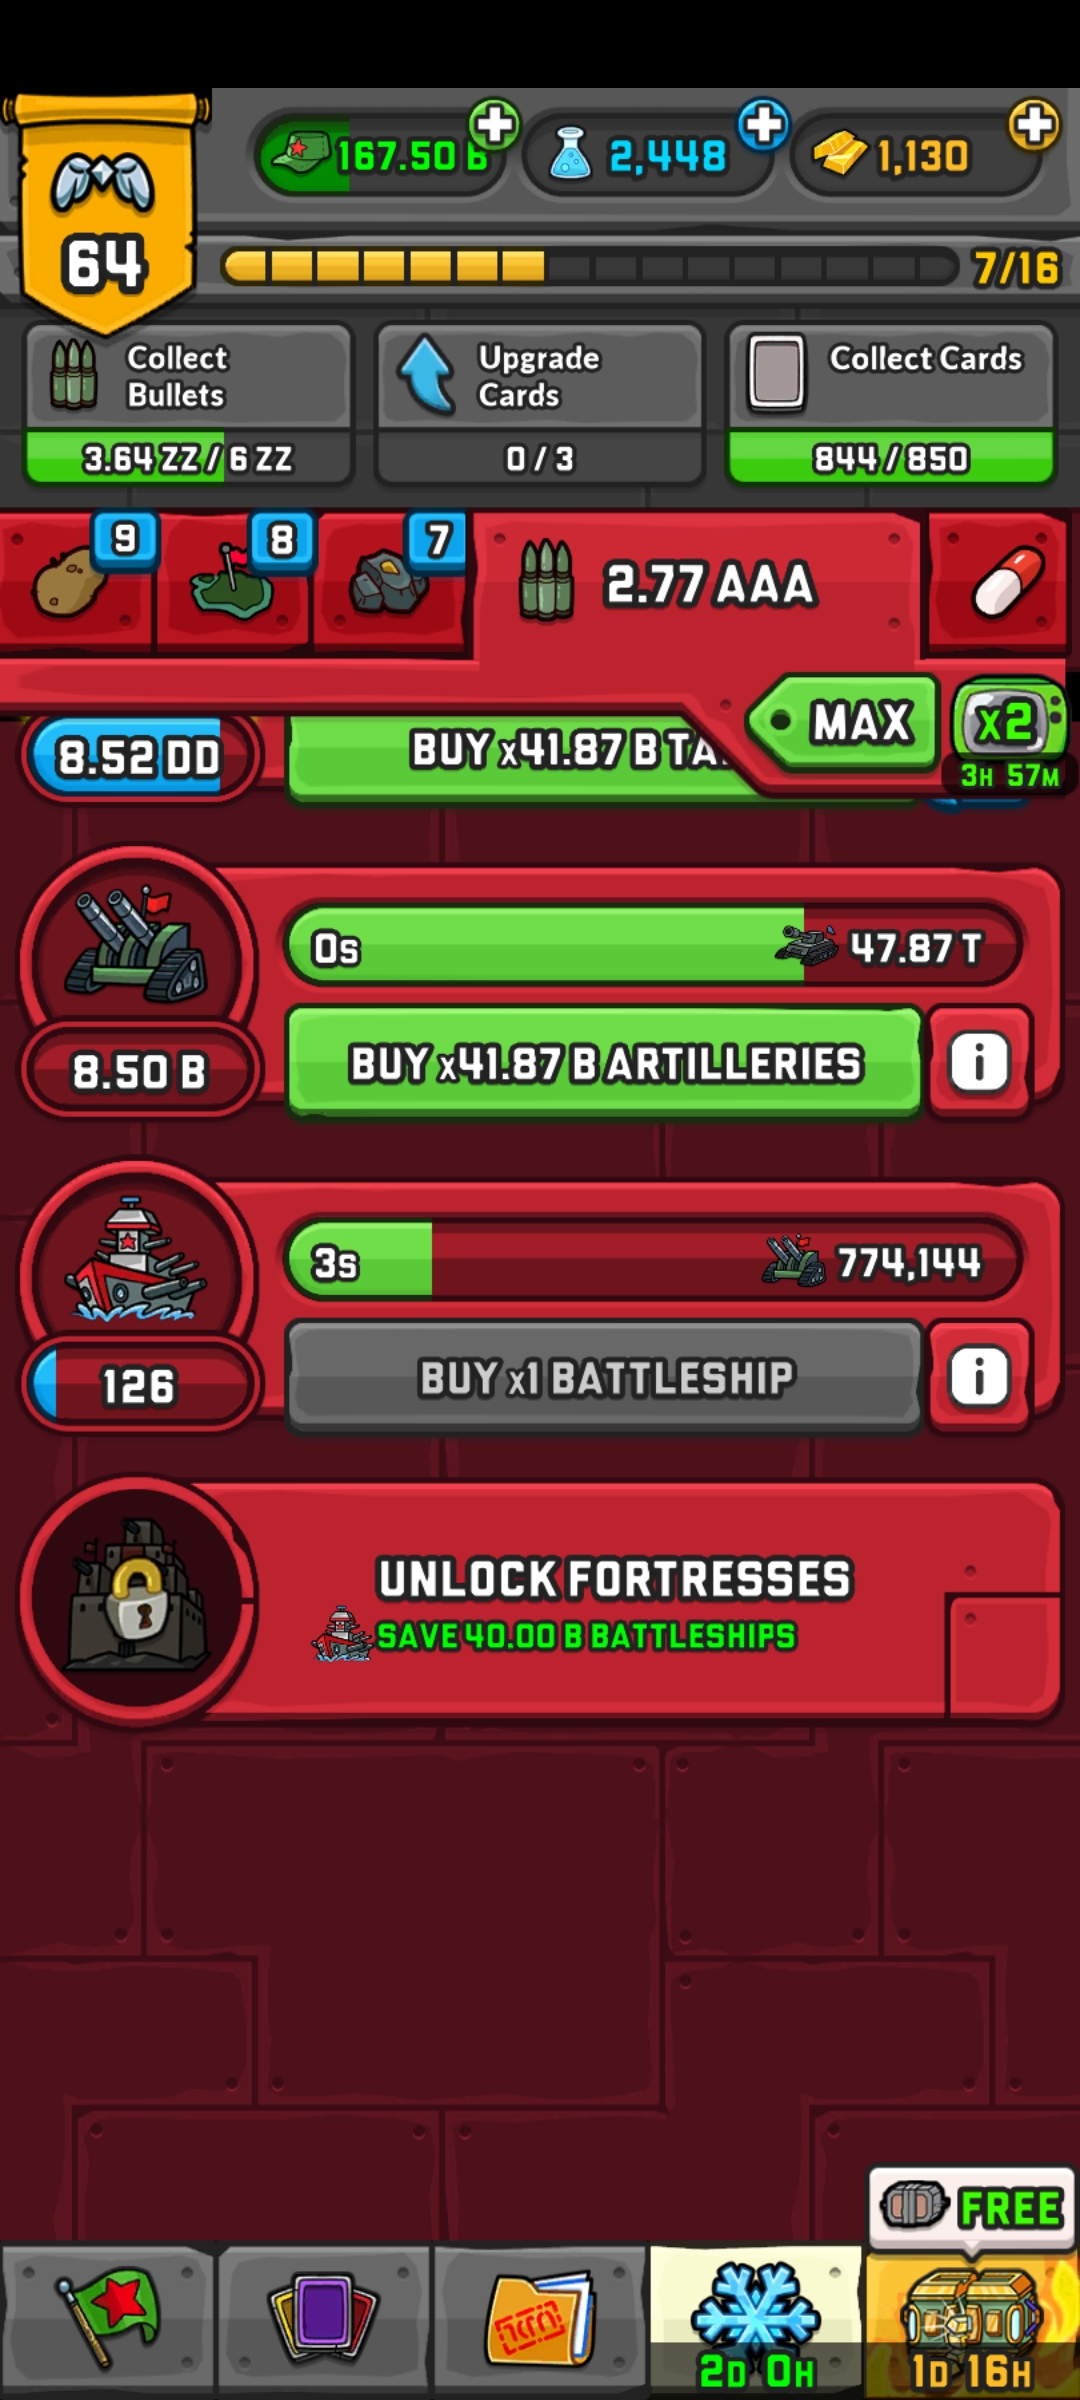 167.50 B
2,448
1,130
64
7/16
Collect
Bullets
3.64 ZZ / 6 ZZ
Upgrade
Cards
0 / 3
Collect Cards
844 / 850
9
8
7
2.77 AAA
MAX
x2
3H 57M
8.52 DD
BUY x41.87 B TA
0s
47.87 T
8.50 B
BUY x41.87 B ARTILLERIES
i
3s
774,144
126
BUY x1 BATTLESHIP
i
UNLOCK FORTRESSES
SAVE 40.00 B BATTLESHIPS
FREE
2D 0H
1D 16H